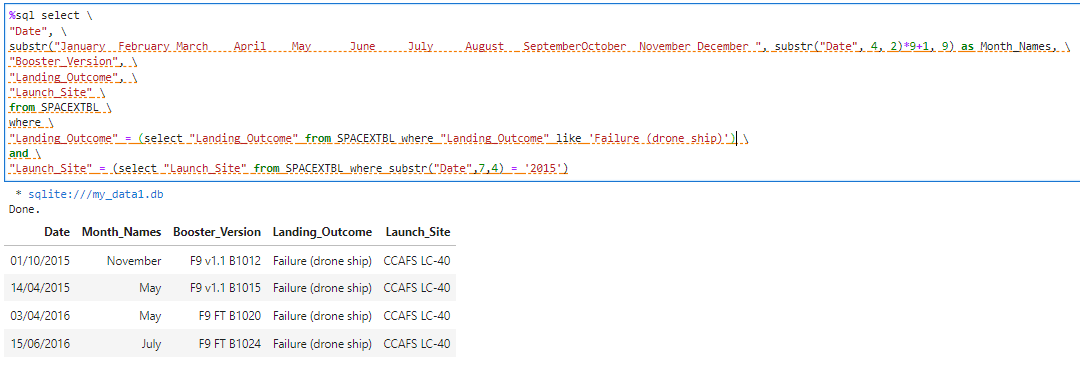 %sql select \
"Date", \
substr("January  February March    April    May      June     July     August   SeptemberOctober  November December ", substr("Date", 4, 2)*9+1, 9) as Month_Names, \
"Booster_Version", \
"Landing_Outcome", \
"Launch_Site" \
from SPACEXTBL \
where \
"Landing_Outcome" = (select "Landing_Outcome" from SPACEXTBL where "Landing_Outcome" like 'Failure (drone ship)') \
and \
"Launch_Site" = (select "Launch_Site" from SPACEXTBL where substr("Date",7,4) = '2015')
* sqlite:///my_data1.db
Done.
Date Month_Names Booster_Version Landing_Outcome Launch_Site
01/10/2015 November F9 v1.1 B1012 Failure (drone ship) CCAFS LC-40
14/04/2015 May F9 v1.1 B1015 Failure (drone ship) CCAFS LC-40
03/04/2016 May F9 FT B1020 Failure (drone ship) CCAFS LC-40
15/06/2016 July F9 FT B1024 Failure (drone ship) CCAFS LC-40